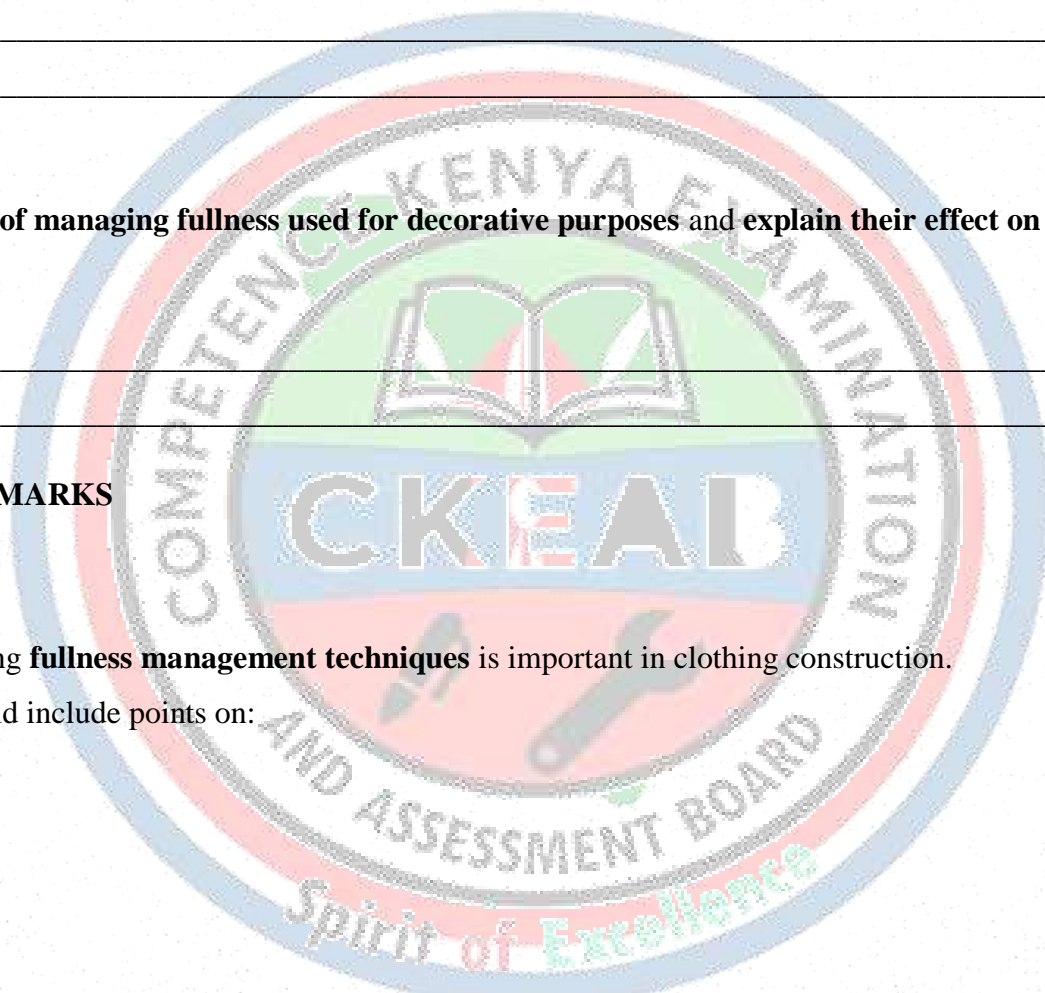 of managing fullness used for decorative purposes and explain their effect on
MARKS
ng fullness management techniques is important in clothing construction.
d include points on:
COMPETENCE KENYA EXAMINATION
CKEAB
AND ASSESSMENT BOARD
Spirit of Excellence